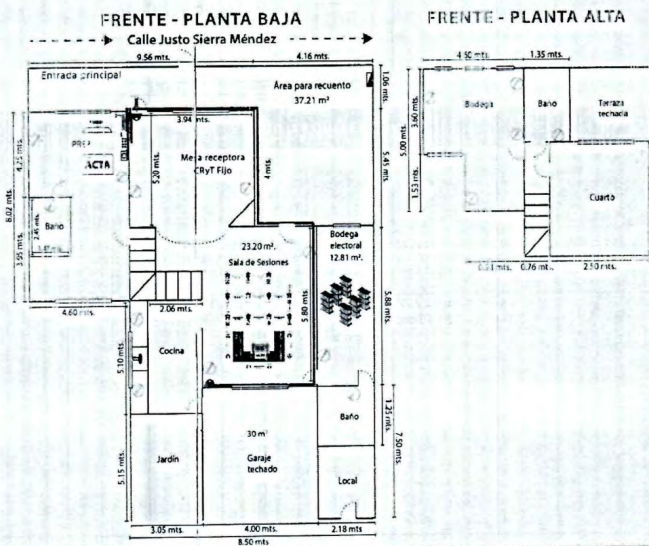 FRENTE - PLANTA BAJA
Calle Justo Sierra Méndez
9.56 mts.
4.16 mts.
Entrada principal
Área para recuento
37.21 m²
1.06 mts.
3.94 mts.
PREP
ACTA
Mesa receptora
CRyT Fijo
5.20 mts.
4 mts.
5.45 mts.
4.25 mts.
8.02 mts.
3.95 mts.
Baño
2.45 mts.
23.20 m².
Sala de Sesiones
Bodega
electoral
12.81 m².
5.80 mts.
5.88 mts.
4.60 mts.
2.06 mts.
5.10 mts.
Cocina
Baño
1.25 mts.
7.50 mts.
30 m²
Garaje
techado
Jardín
Local
5.15 mts.
3.05 mts.
4.00 mts.
2.18 mts.
8.50 mts.
FRENTE - PLANTA ALTA
4.50 mts.
1.35 mts.
Bodega
Baño
Terraza
techada
3.60 mts.
5.00 mts.
1.53 mts.
Cuarto
0.76 mts.
2.50 mts.